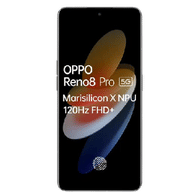 OPPO
Reno8 Pro 5G
Marisilicon X NPU
120Hz FHD+